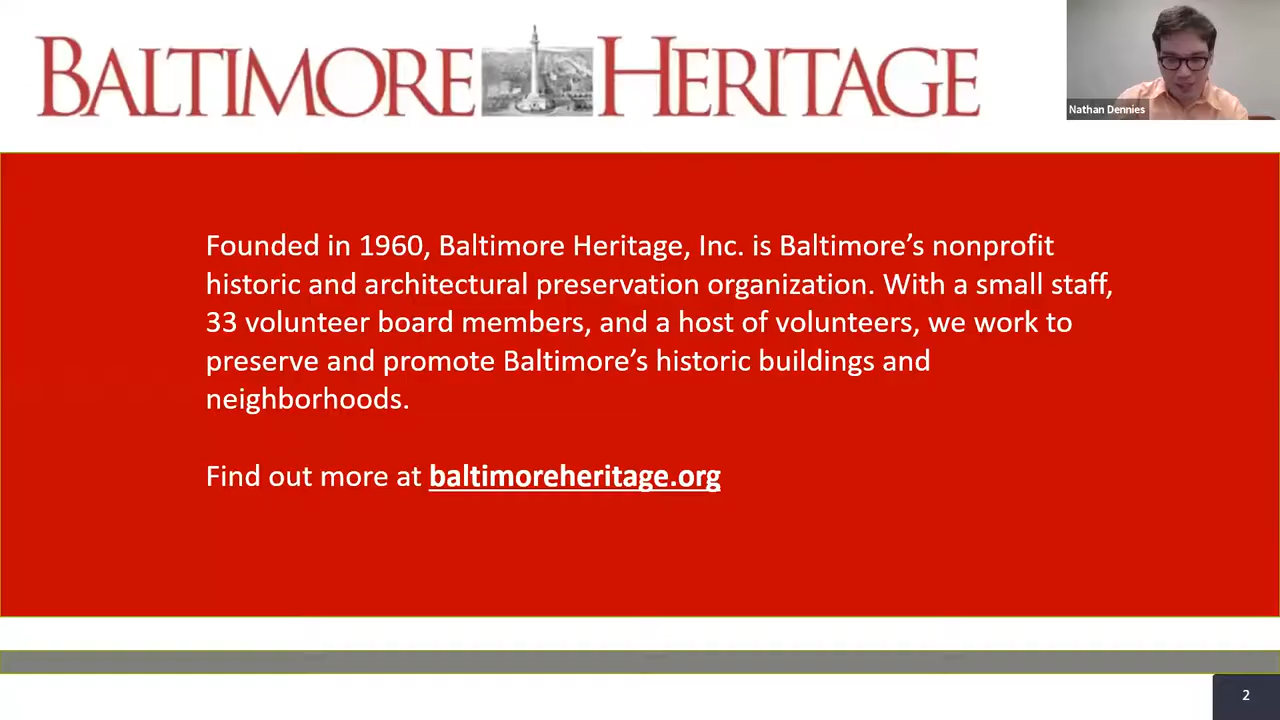 BALTIMORE HERITAGE
Nathan Dennies
Founded in 1960, Baltimore Heritage, Inc. is Baltimore’s nonprofit
historic and architectural preservation organization. With a small staff,
33 volunteer board members, and a host of volunteers, we work to
preserve and promote Baltimore’s historic buildings and
neighborhoods.
Find out more at baltimoreheritage.org
2